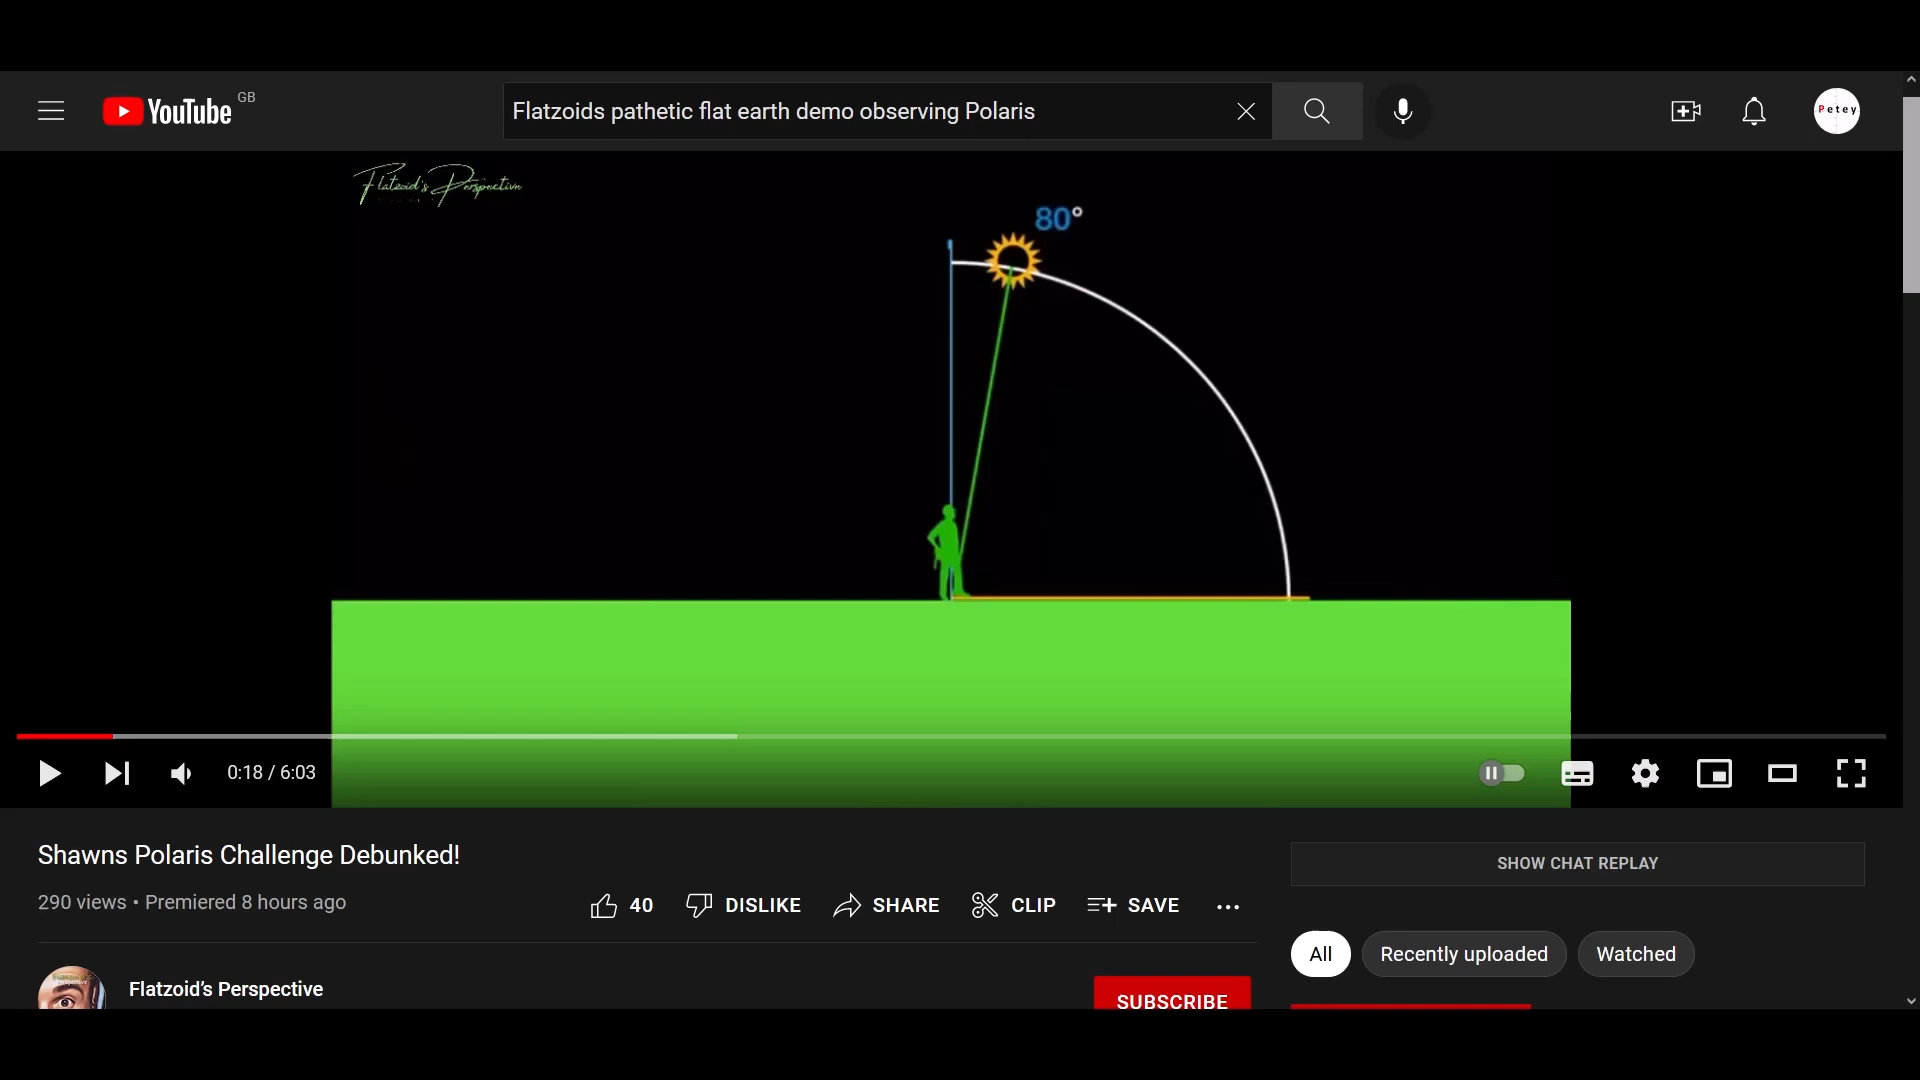 YouTube GB
Flatzoids pathetic flat earth demo observing Polaris
Petey
Flatzoid's Perspective
80°
0:18 / 6:03
Shawns Polaris Challenge Debunked!
290 views • Premiered 8 hours ago
40 DISLIKE SHARE CLIP SAVE
SHOW CHAT REPLAY
All Recently uploaded Watched
Flatzoid’s Perspective
SUBSCRIBE